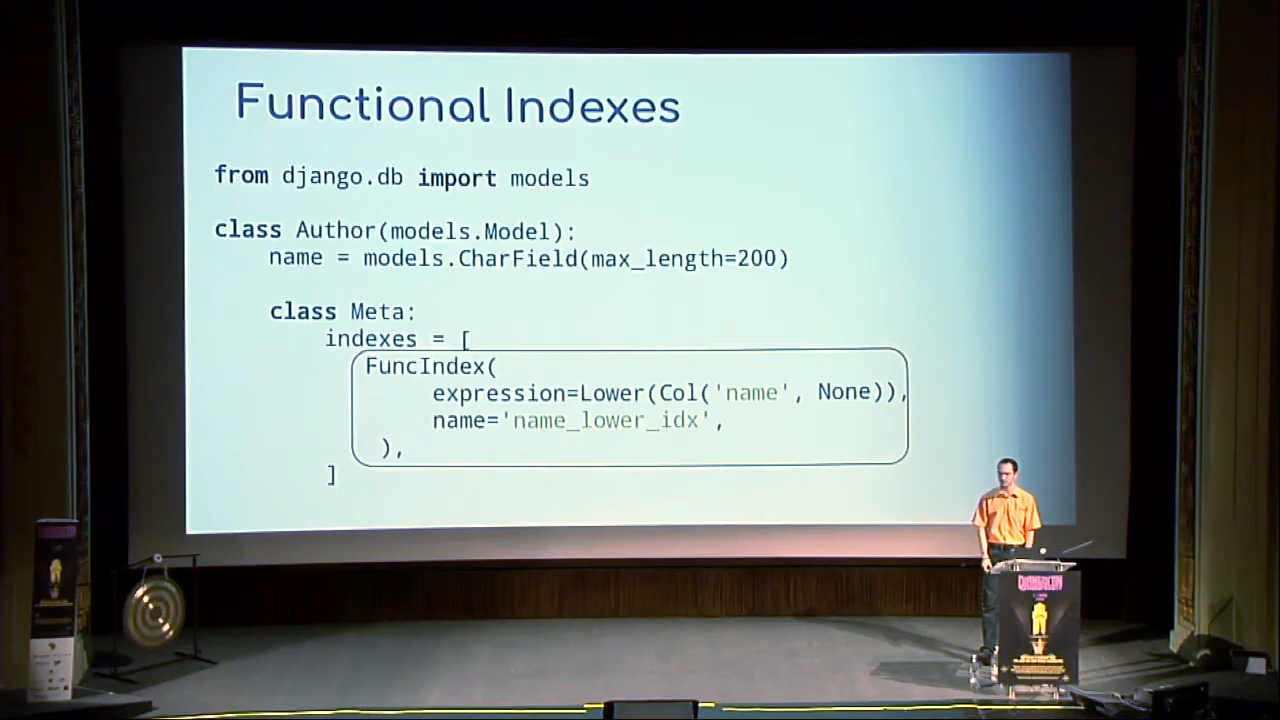 Functional Indexes
from django.db import models
class Author(models.Model):
name = models.CharField(max_length=200)
class Meta:
indexes = [
FuncIndex(
expression=Lower(Col('name', None)),
name='name_lower_idx',
),
]